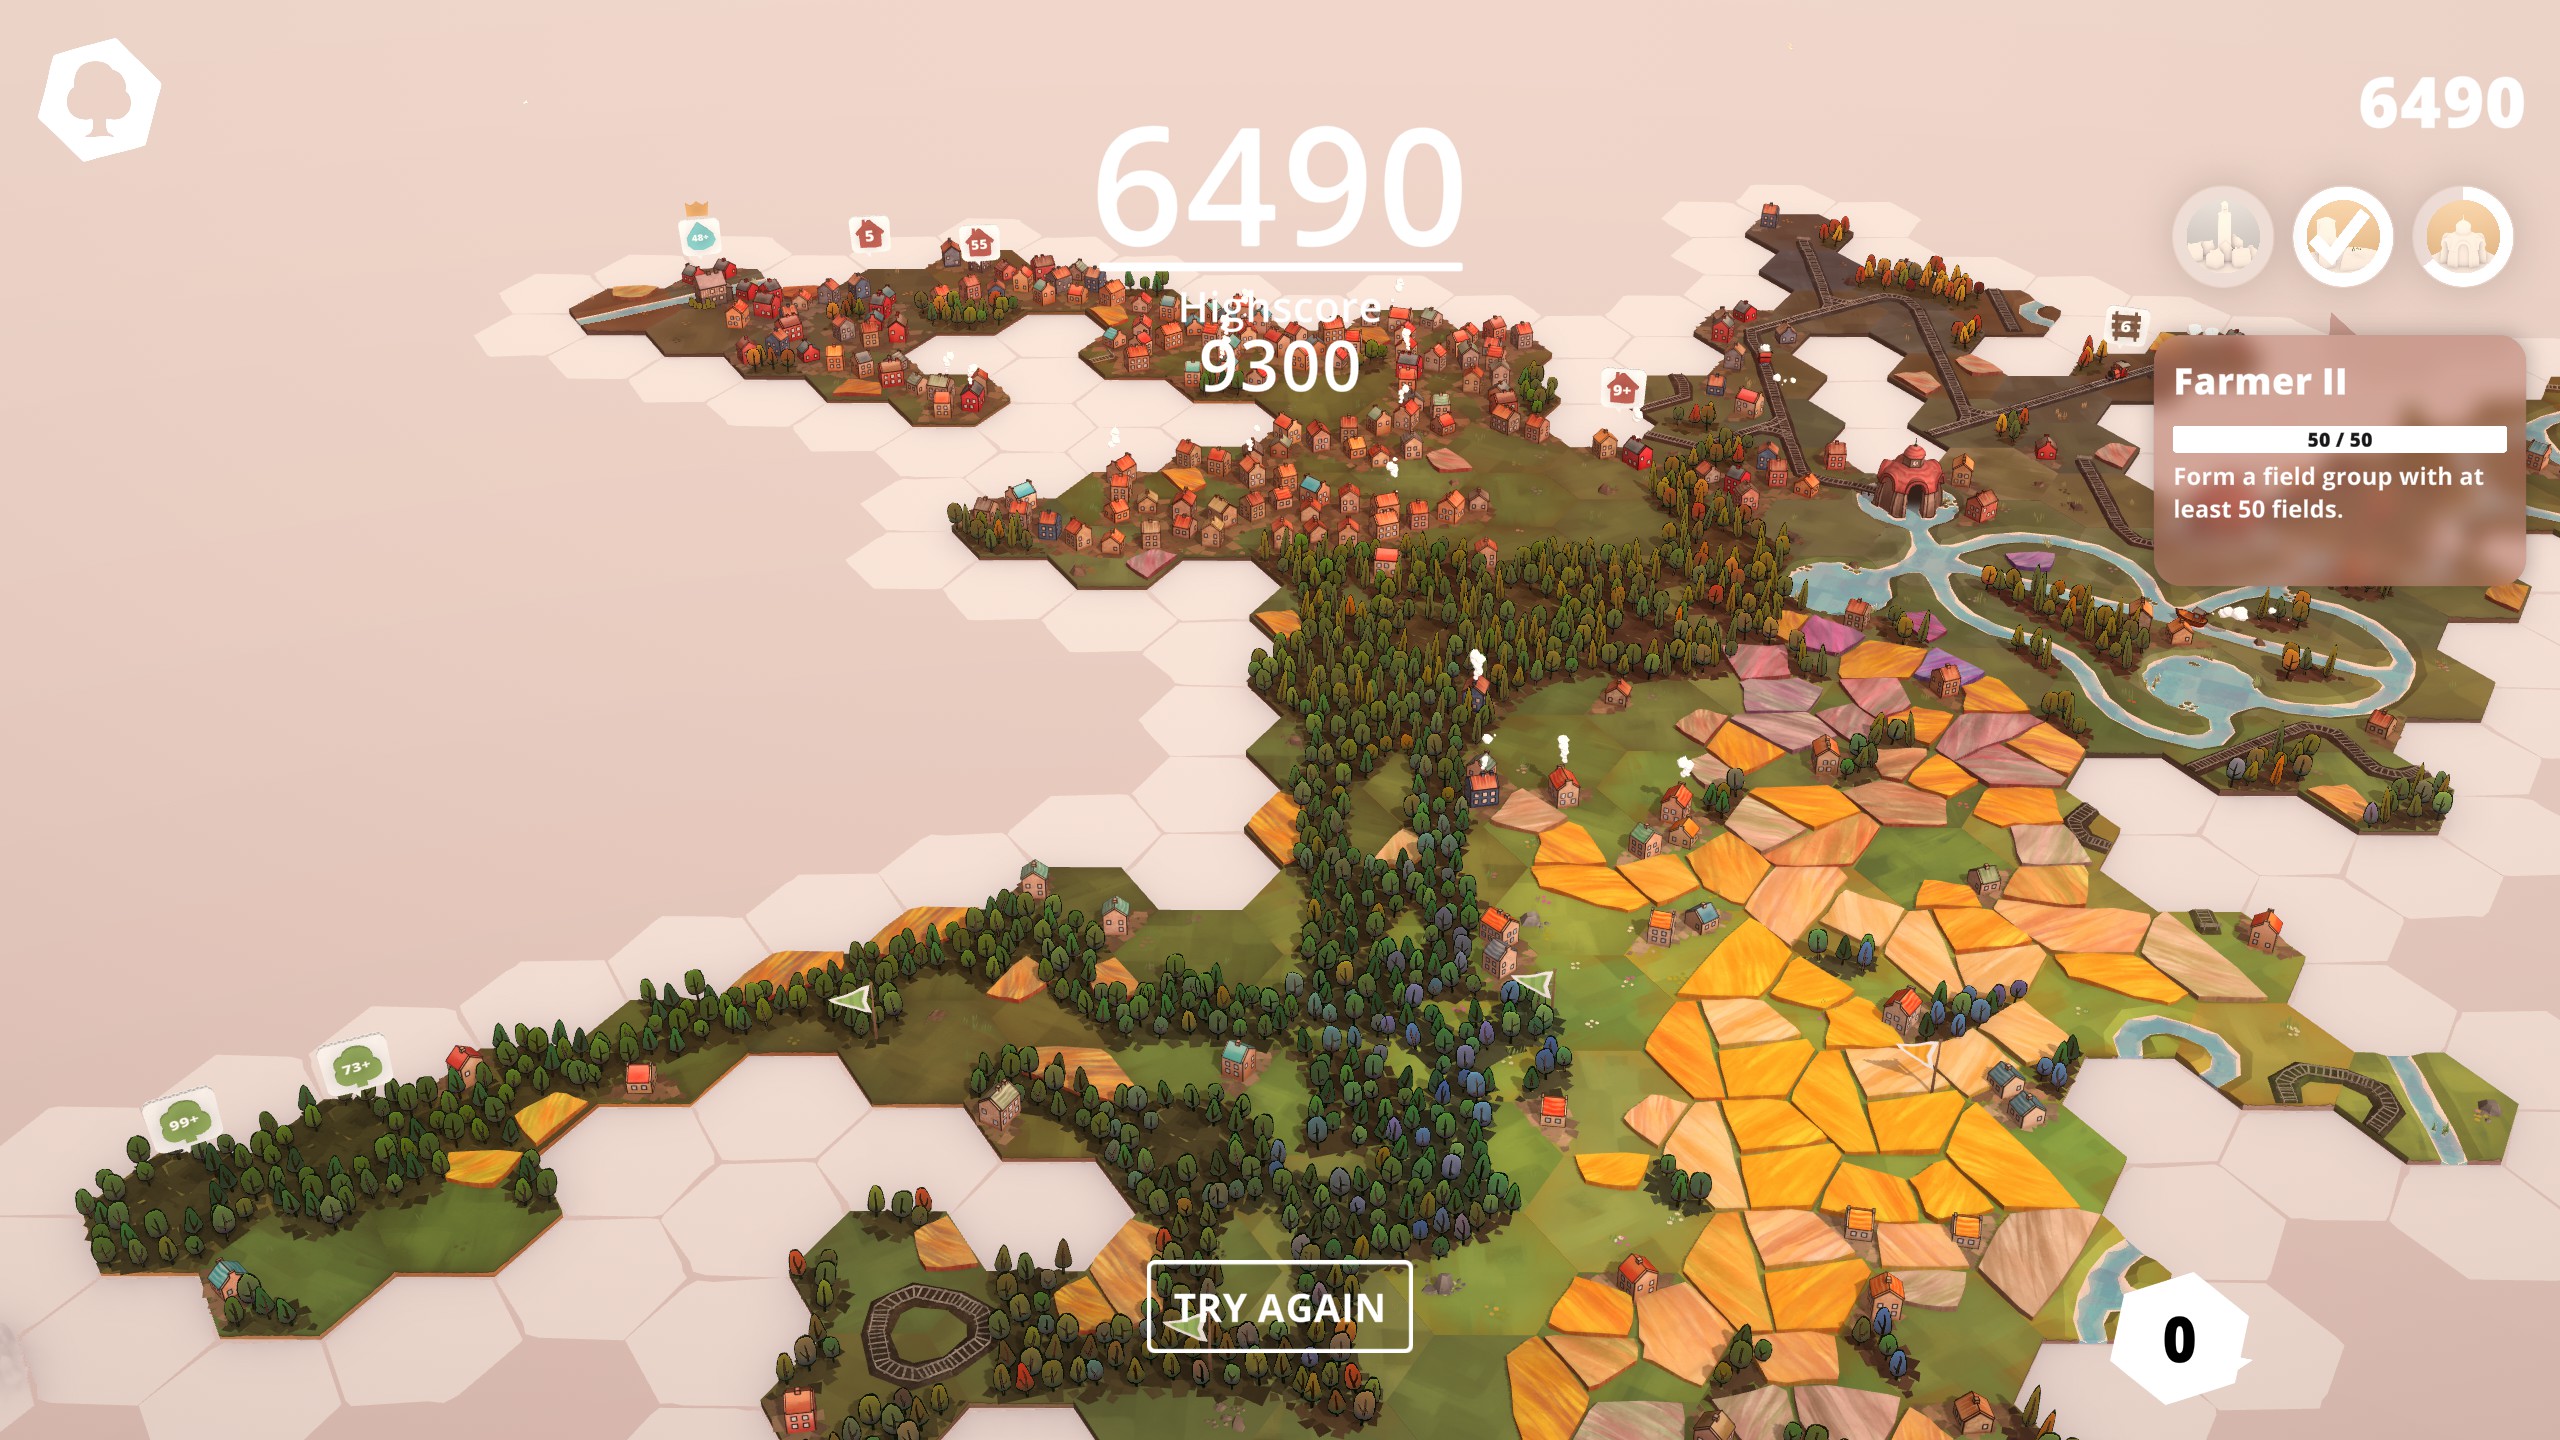 6490
6490
Highscore
9300
48+
5
55
9+
6
Farmer II
50 / 50
Form a field group with at
least 50 fields.
73+
99+
TRY AGAIN
0